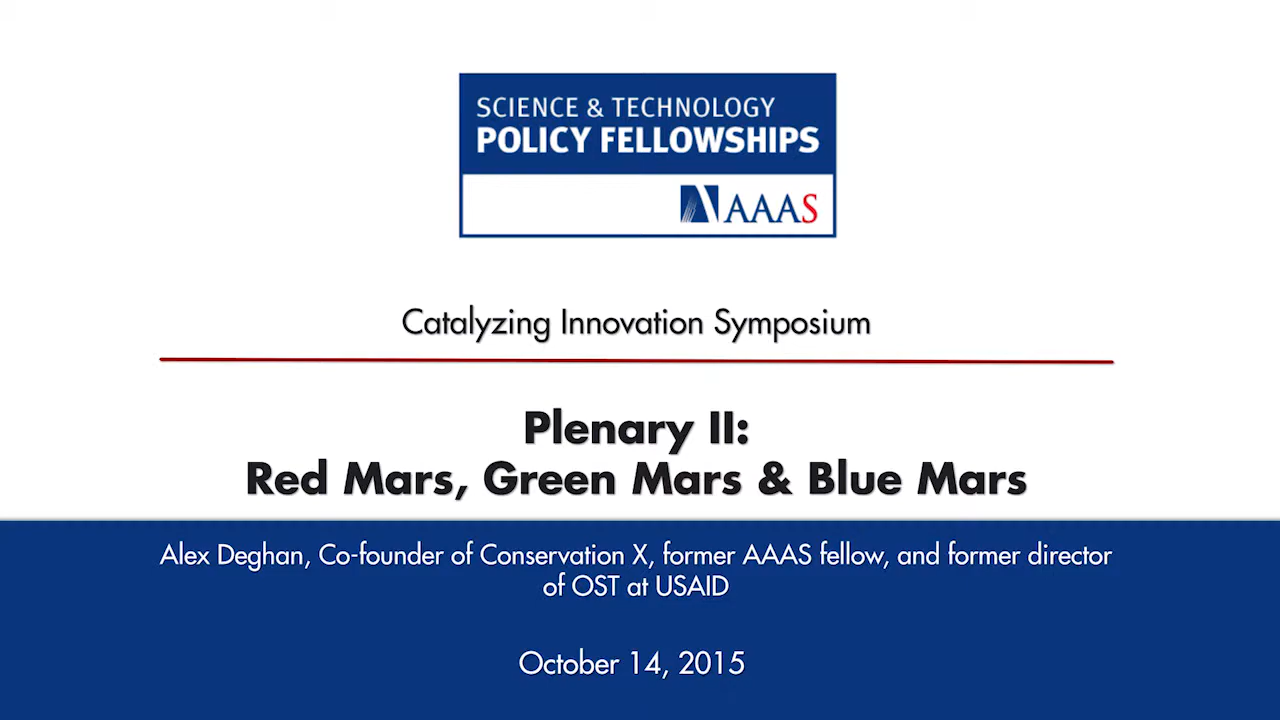 SCIENCE & TECHNOLOGY
POLICY FELLOWSHIPS
AAAS
Catalyzing Innovation Symposium
Plenary II:
Red Mars, Green Mars & Blue Mars
Alex Deghan, Co-founder of Conservation X, former AAAS fellow, and former director
of OST at USAID
October 14, 2015